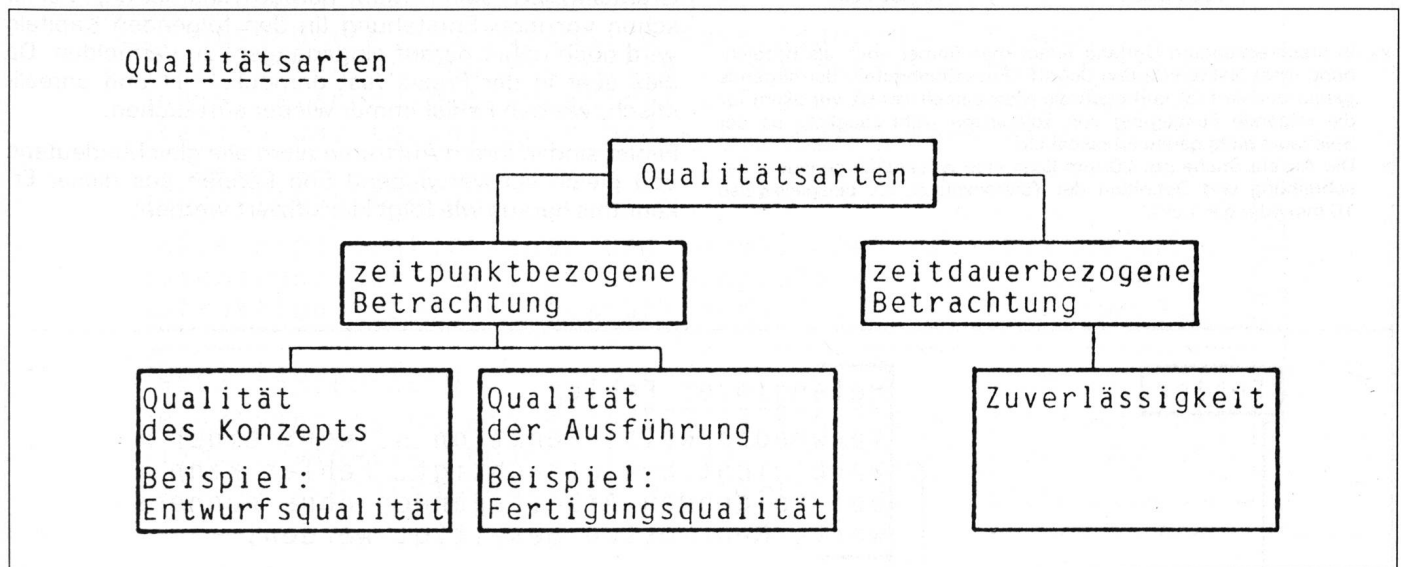 Qualitätsarten
Qualitätsarten
zeitpunktbezogene
Betrachtung
zeitdauerbezogene
Betrachtung
Qualität
des Konzepts
Beispiel:
Entwurfsqualität
Qualität
der Ausführung
Beispiel:
Fertigungsqualität
Zuverlässigkeit